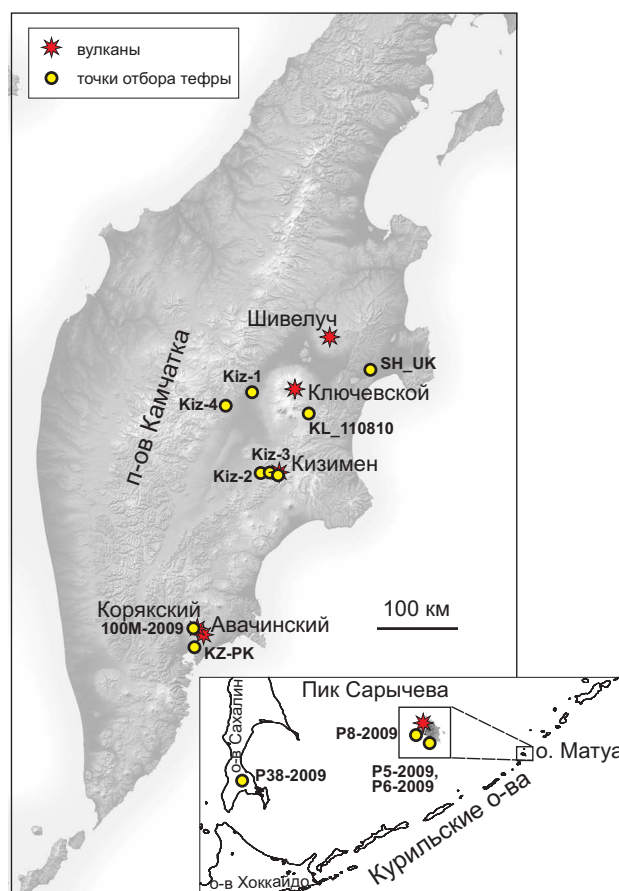 вулканы
точки отбора тефры
Шивелуч
SH_UK
Kiz-1
Ключевской
Kiz-4
KL_110810
п-ов Камчатка
Kiz-3
Кизимен
Kiz-2
Корякский
100M-2009
Авачинский
100 км
KZ-PK
Пик Сарычева
о-в Сахалин
P8-2009
о. Матуа
P38-2009
P5-2009,
P6-2009
Курильские о-ва
о-в Хоккайдо